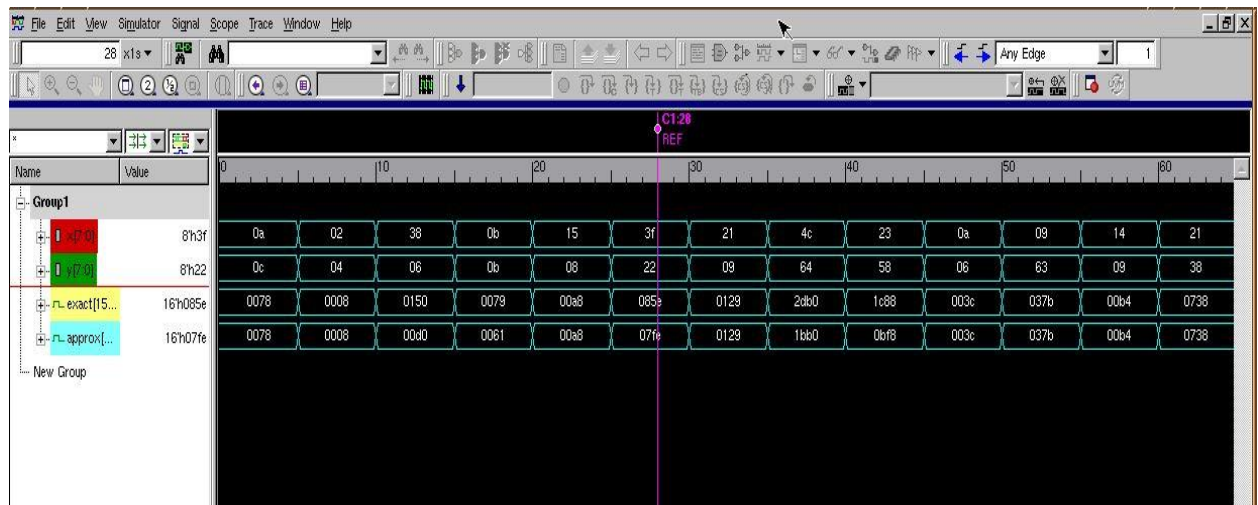 File Edit View Simulator Signal Scope Trace Window Help
28 x1s
Any Edge
1
C1:28
REF
*
Name Value
0 10 20 30 40 50 60
Group1
x[7:0] 8'h3f 0a 02 38 0b 15 3f 21 4c 23 0a 09 14 21
y[7:0] 8'h22 0c 04 06 0b 08 22 09 64 58 06 63 09 38
exact[15... 16'h085e 0078 0008 0150 0079 00a8 085e 0129 2db0 1c88 003c 037b 00b4 0738
approx[... 16'h07fe 0078 0008 00d0 0061 00a8 07fe 0129 1bb0 0bf8 003c 037b 00b4 0738
New Group